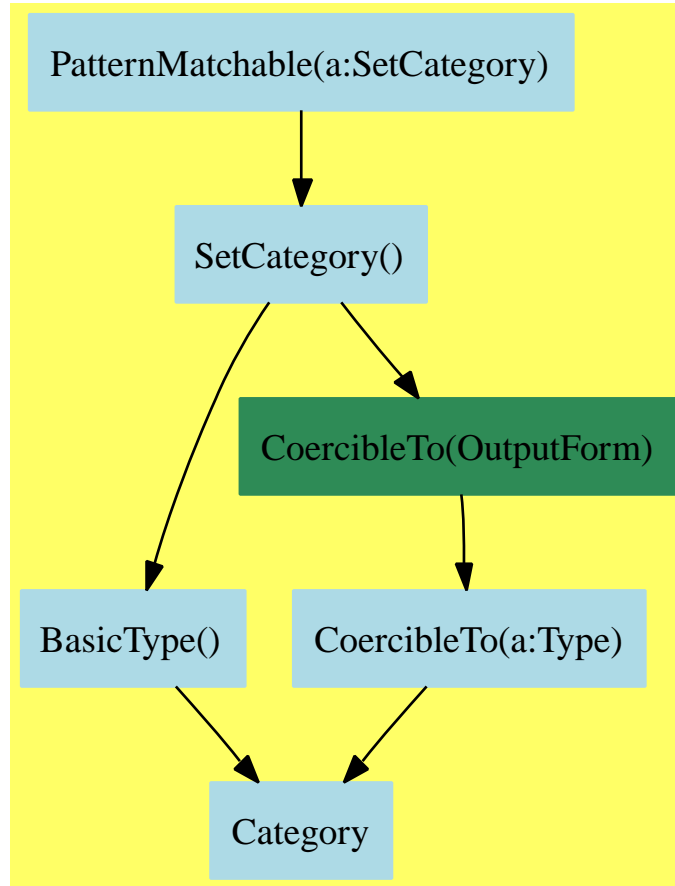 PatternMatchable(a:SetCategory)
SetCategory()
CoercibleTo(OutputForm)
BasicType()
CoercibleTo(a:Type)
Category